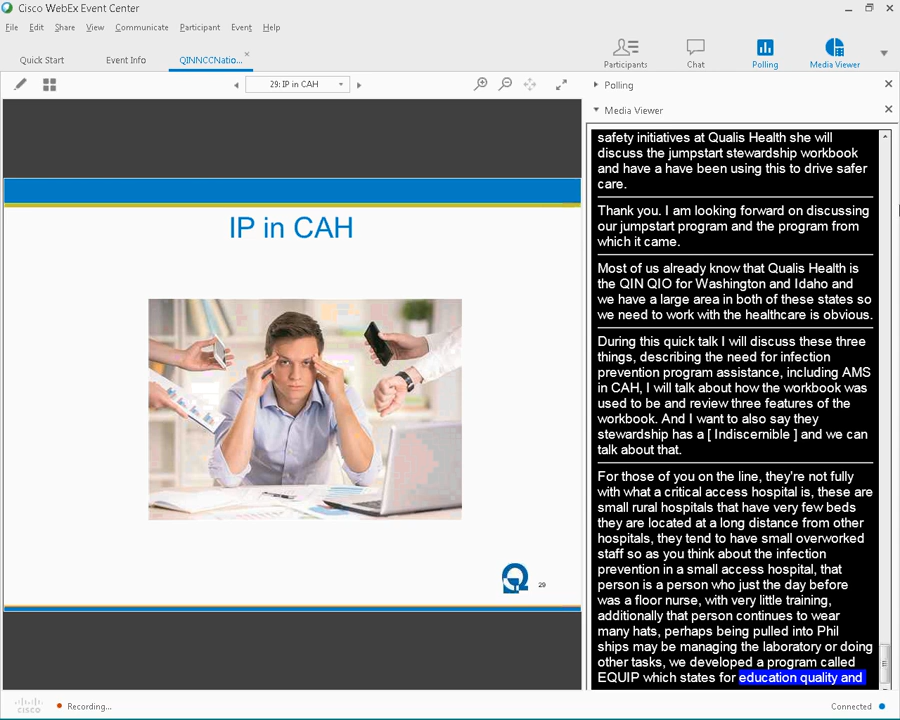 Cisco WebEx Event Center
File Edit Share View Communicate Participant Event Help
Quick Start Event Info QINNCCNatio...
Participants Chat Polling Media Viewer
29: IP in CAH
Polling
Media Viewer
IP in CAH
29
safety initiatives at Qualis Health she will
discuss the jumpstart stewardship workbook
and have a have been using this to drive safer
care.
Thank you. I am looking forward on discussing
our jumpstart program and the program from
which it came.
Most of us already know that Qualis Health is
the QIN QIO for Washington and Idaho and
we have a large area in both of these states so
we need to work with the healthcare is obvious.
During this quick talk I will discuss these three
things, describing the need for infection
prevention program assistance, including AMS
in CAH, I will talk about how the workbook was
used to be and review three features of the
workbook. And I want to also say they
stewardship has a [ Indiscernible ] and we can
talk about that.
For those of you on the line, they're not fully
with what a critical access hospital is, these are
small rural hospitals that have very few beds
they are located at a long distance from other
hospitals, they tend to have small overworked
staff so as you think about the infection
prevention in a small access hospital, that
person is a person who just the day before
was a floor nurse, with very little training,
additionally that person continues to wear
many hats, perhaps being pulled into Phil
ships may be managing the laboratory or doing
other tasks, we developed a program called
EQUIP which states for education quality and
cisco
Recording...
Connected